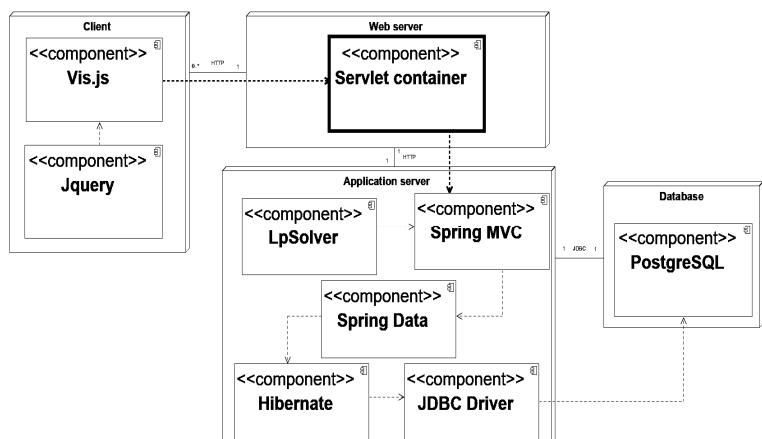 Client
<<component>>
Vis.js
<<component>>
Jquery
0..* HTTP 1
Web server
<<component>>
Servlet container
1
1 HTTP
Application server
<<component>>
LpSolver
<<component>>
Spring MVC
<<component>>
Spring Data
<<component>>
Hibernate
<<component>>
JDBC Driver
1 JDBC 1
Database
<<component>>
PostgreSQL